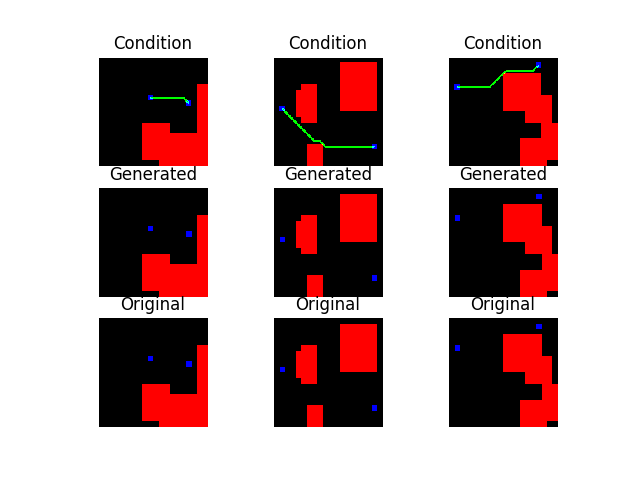 Condition Condition Condition
Generated Generated Generated
Original Original Original